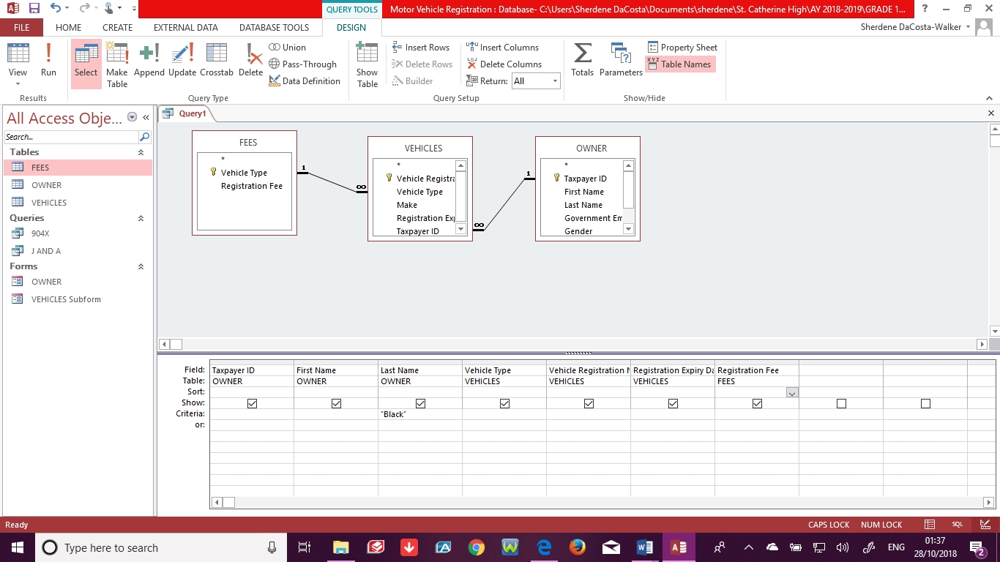 QUERY TOOLS
Motor Vehicle Registration : Database- C:\Users\Sherdene DaCosta\Documents\sherdene\St. Catherine High\AY 2018-2019\GRADE 1...
?
FILE HOME CREATE EXTERNAL DATA DATABASE TOOLS DESIGN
Sherdene DaCosta-Walker
View
Run
Results
Select
Make Table
Append
Update
Crosstab
Delete
Union
Pass-Through
Data Definition
Query Type
Show Table
Insert Rows
Delete Rows
Builder
Insert Columns
Delete Columns
Return: All
Query Setup
Totals
Parameters
Property Sheet
XYZ Table Names
Show/Hide
All Access Obje...
Search...
Tables
FEES
OWNER
VEHICLES
Queries
904X
J AND A
Forms
OWNER
VEHICLES Subform
Query1
FEES
*
Vehicle Type
Registration Fee
1
∞
VEHICLES
*
Vehicle Registra
Vehicle Type
Make
Registration Exp
Taxpayer ID
∞
1
OWNER
*
Taxpayer ID
First Name
Last Name
Government Em
Gender
Field: Taxpayer ID First Name Last Name Vehicle Type Vehicle Registration N Registration Expiry Da Registration Fee
Table: OWNER OWNER OWNER VEHICLES VEHICLES VEHICLES FEES
Sort:
Show:
Criteria: "Black"
or:
Ready
CAPS LOCK NUM LOCK SQL
Type here to search
ENG
01:37
28/10/2018
2